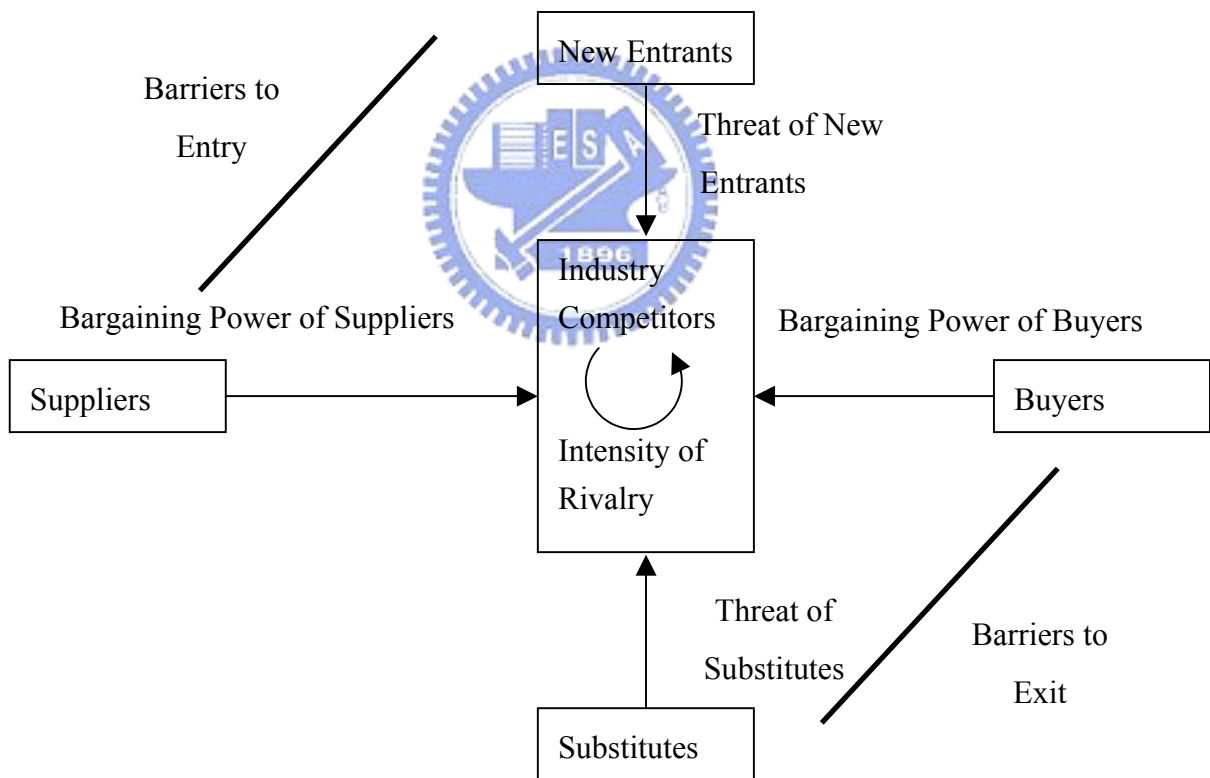 New Entrants
Barriers to
Entry
Threat of New
Entrants
E S A
1896
Industry
Competitors
Bargaining Power of Suppliers
Bargaining Power of Buyers
Suppliers
Buyers
Intensity of
Rivalry
Threat of
Substitutes
Barriers to
Exit
Substitutes